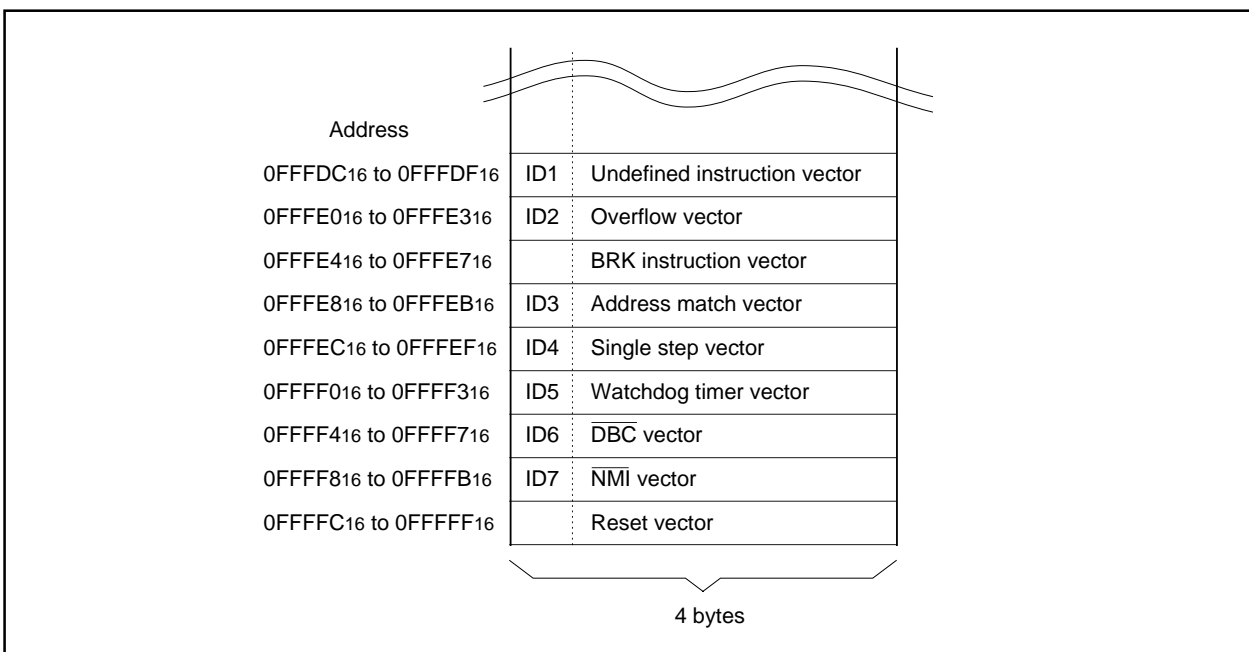 Address
0FFFDC16 to 0FFFDF16 ID1 Undefined instruction vector
0FFFE016 to 0FFFE316 ID2 Overflow vector
0FFFE416 to 0FFFE716 BRK instruction vector
0FFFE816 to 0FFFEB16 ID3 Address match vector
0FFFEC16 to 0FFFEF16 ID4 Single step vector
0FFFF016 to 0FFFF316 ID5 Watchdog timer vector
0FFFF416 to 0FFFF716 ID6 D̅B̅C̅ vector
0FFFF816 to 0FFFFB16 ID7 N̅M̅I̅ vector
0FFFFC16 to 0FFFFF16 Reset vector
4 bytes